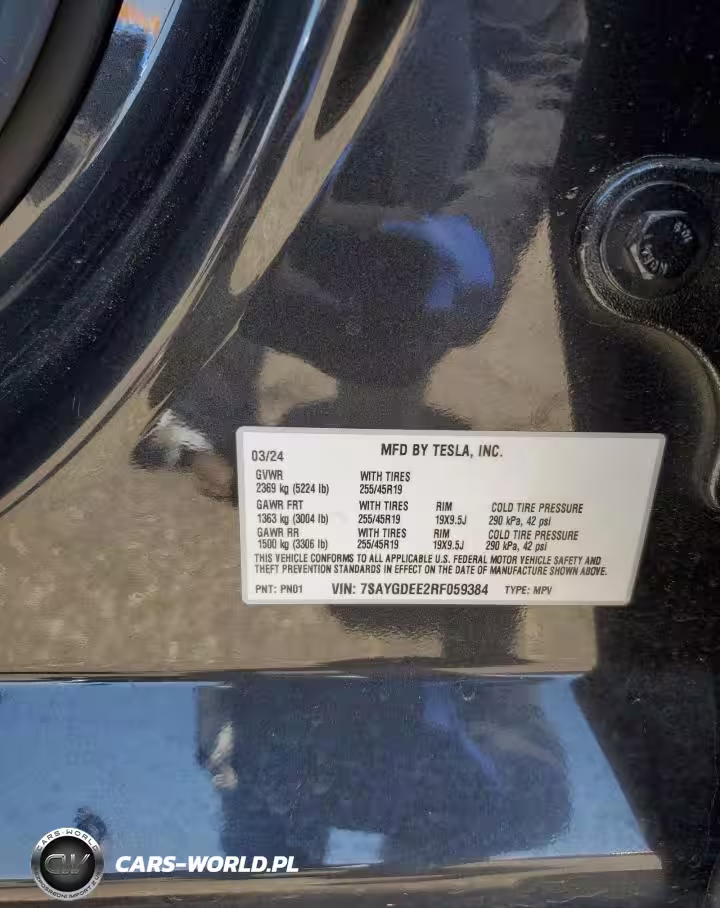 03/24 MFD BY TESLA, INC.
GVWR WITH TIRES
2369 kg (5224 lb) 255/45R19
GAWR FRT WITH TIRES RIM COLD TIRE PRESSURE
1363 kg (3004 lb) 255/45R19 19X9.5J 290 kPa, 42 psi
GAWR RR WITH TIRES RIM COLD TIRE PRESSURE
1500 kg (3306 lb) 255/45R19 19X9.5J 290 kPa, 42 psi
THIS VEHICLE CONFORMS TO ALL APPLICABLE U.S. FEDERAL MOTOR VEHICLE SAFETY AND
THEFT PREVENTION STANDARDS IN EFFECT ON THE DATE OF MANUFACTURE SHOWN ABOVE.
PNT: PN01 VIN: 7SAYGDEE2RF059384 TYPE: MPV
CARS-WORLD
CW
CARS-WORLD.PL